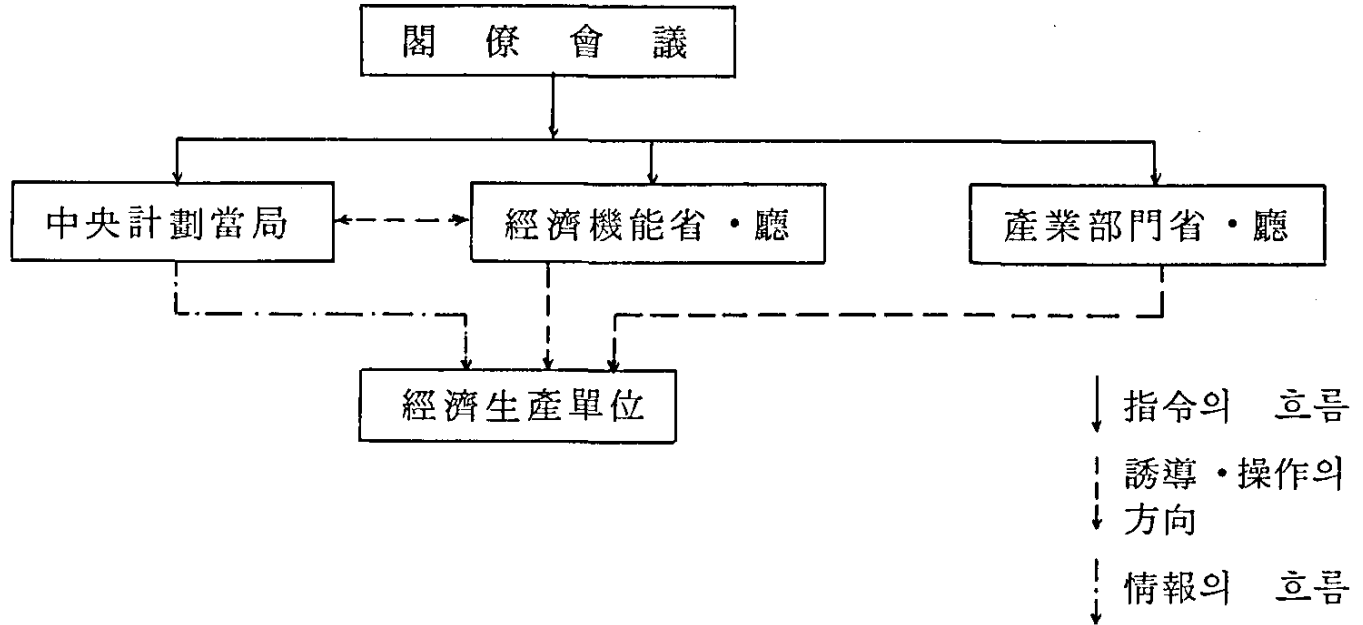 閣僚會議
中央計劃當局
經濟機能省・廳
產業部門省・廳
經濟生產單位
指令의 흐름
誘導・操作의
方向
情報의 흐름